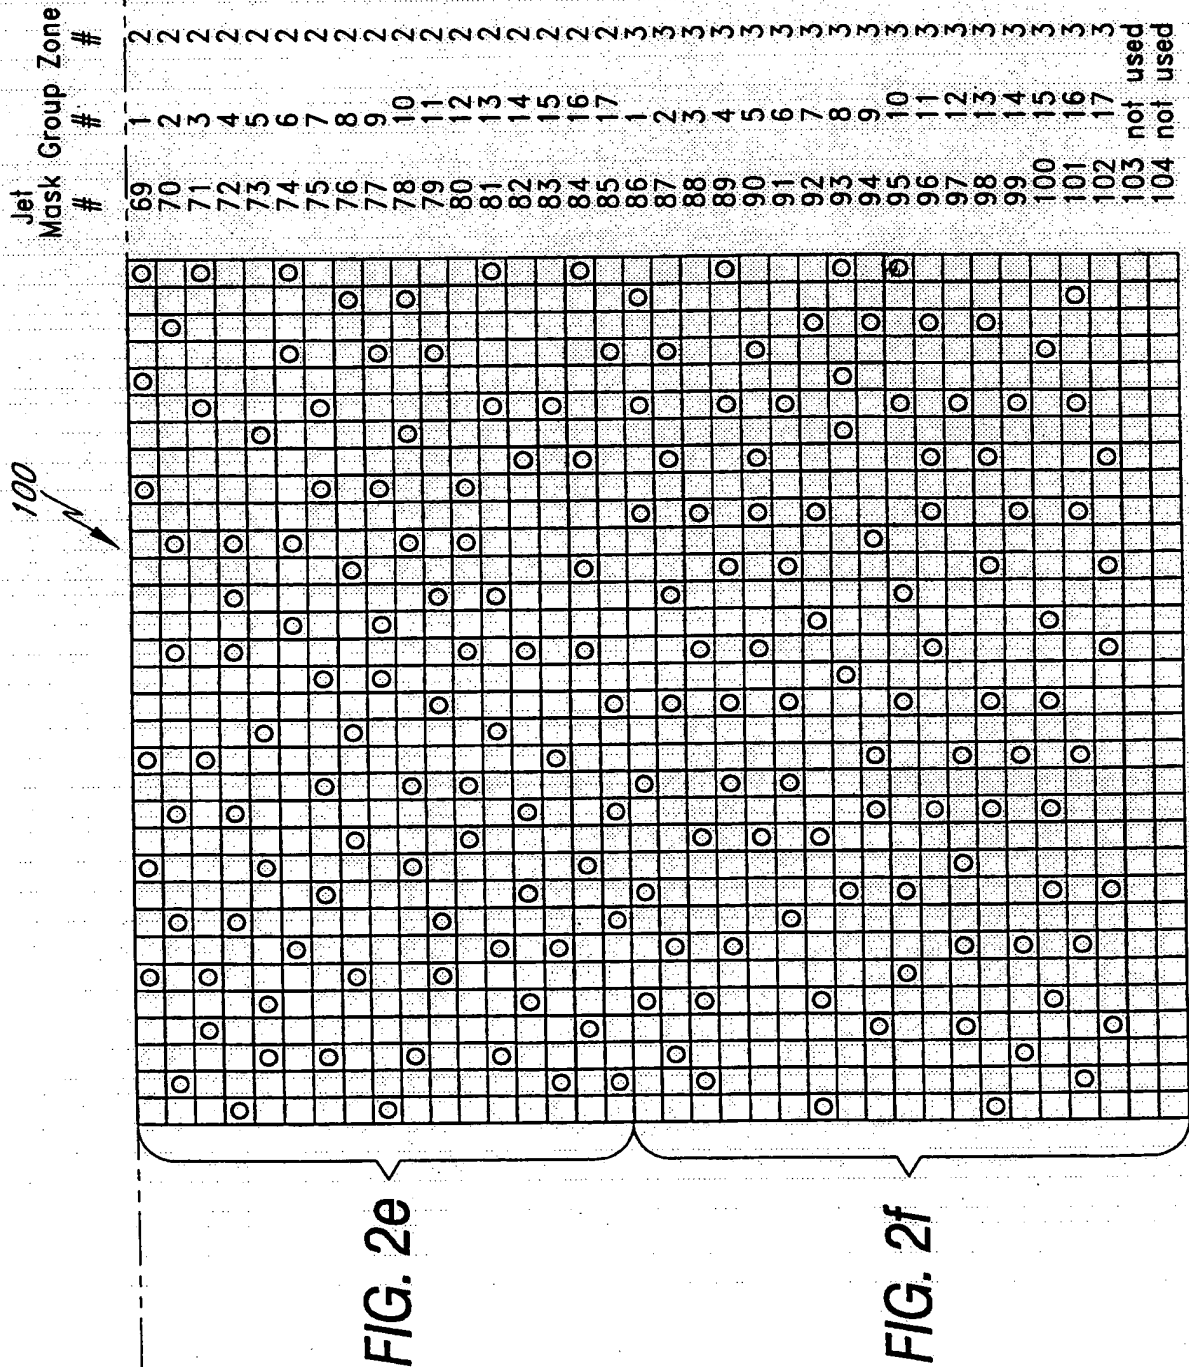 100
Jet
Mask Group Zone
# # #
69 1 2
70 2 2
71 3 2
72 4 2
73 5 2
74 6 2
75 7 2
76 8 2
77 9 2
78 10 2
79 11 2
80 12 2
81 13 2
82 14 2
83 15 2
84 16 2
85 17 2
86 1 3
87 2 3
88 3 3
89 4 3
90 5 3
91 6 3
92 7 3
93 8 3
94 9 3
95 10 3
96 11 3
97 12 3
98 13 3
99 14 3
100 15 3
101 16 3
102 17 3
103 not used
104 not used
FIG. 2e
FIG. 2f